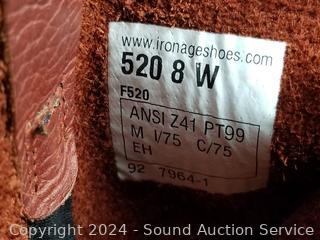 www.ironageshoes.com
520 8 W
F520
ANSI Z41 PT99
M I/75 C/75
EH
92 7964-1
Copyright 2024 - Sound Auction Service